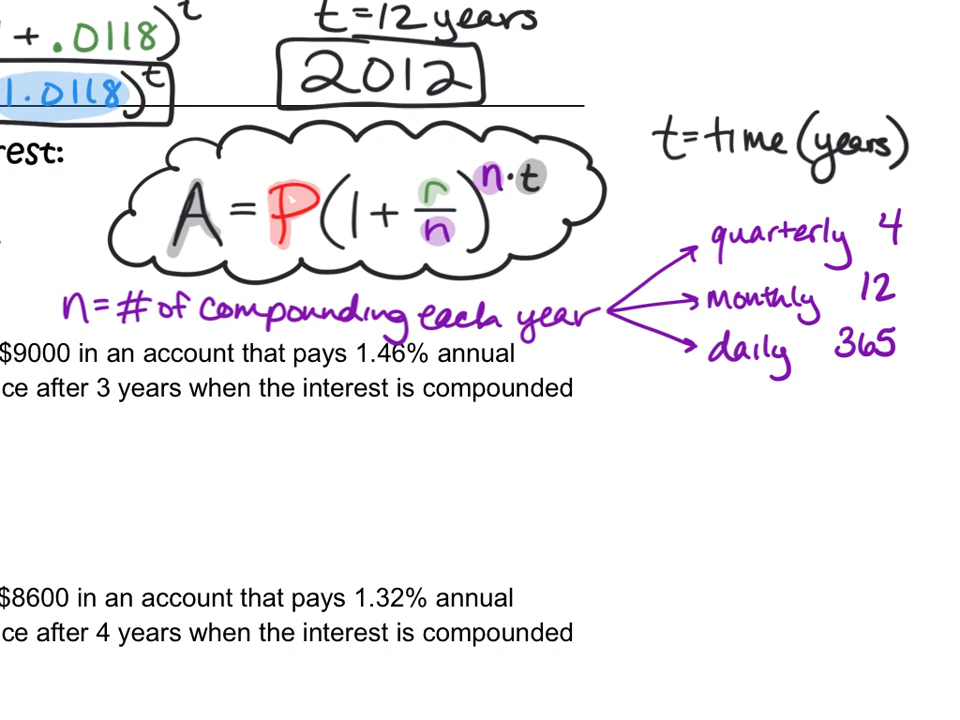 + .0118)^t
t=12 years
1.0118)^t
2012
rest:
t=time (years)
A = P(1 + r/n)^n·t
quarterly 4
n=# of compounding each year
monthly 12
daily 365
$9000 in an account that pays 1.46% annual
ce after 3 years when the interest is compounded
$8600 in an account that pays 1.32% annual
ce after 4 years when the interest is compounded